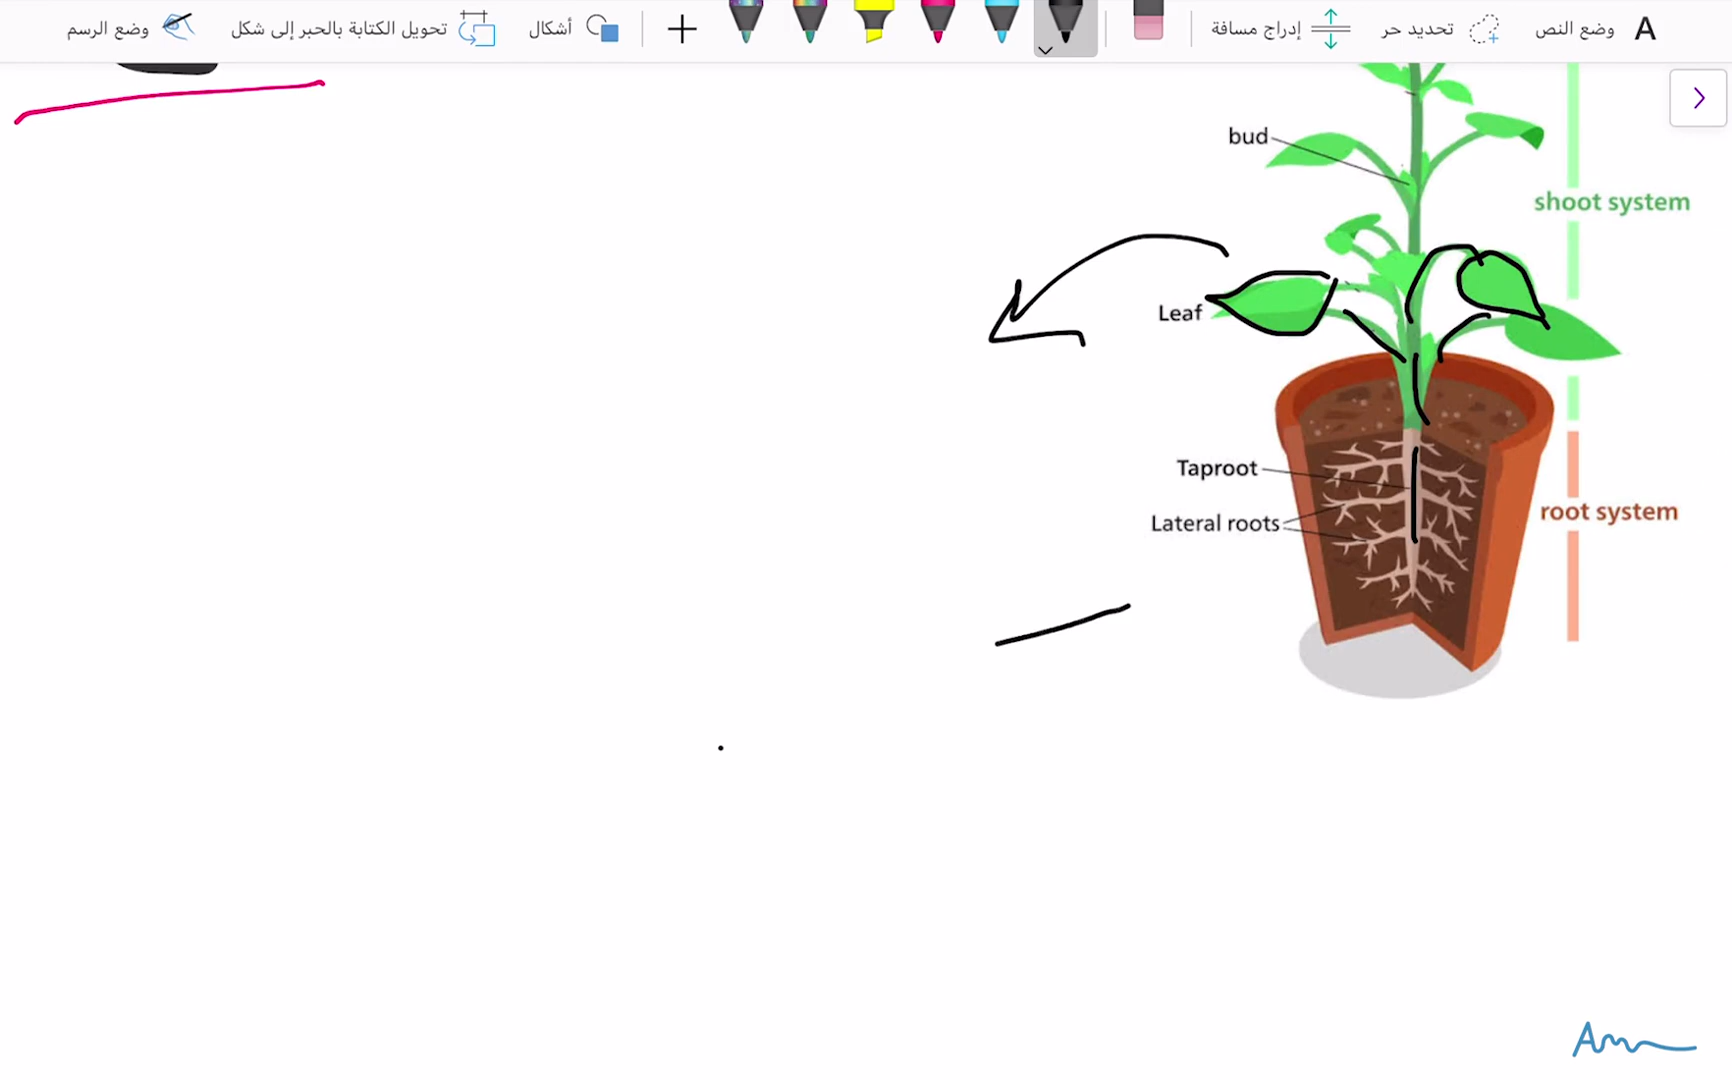 وضع الرسم تحويل الكتابة بالحبر إلى شكل أشكال إدراج مسافة تحديد حر وضع النص A
bud
shoot system
Leaf
Taproot
root system
Lateral roots